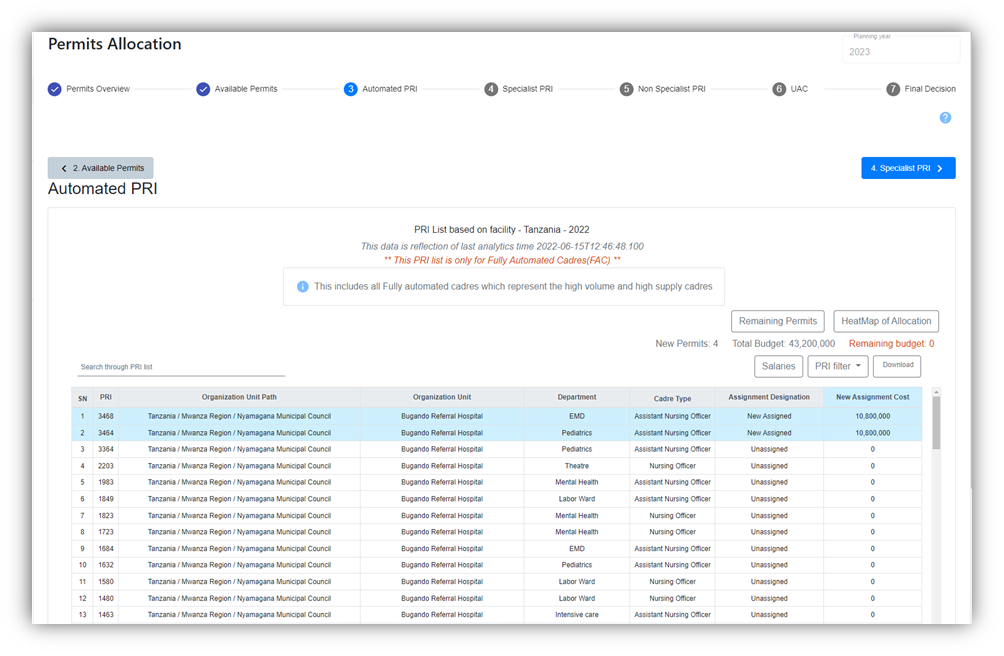 Permits Allocation
Planning year
2023
Permits Overview
Available Permits
3 Automated PRI
4 Specialist PRI
5 Non Specialist PRI
6 UAC
7 Final Decision
?
2. Available Permits
4. Specialist PRI
Automated PRI
PRI List based on facility - Tanzania - 2022
This data is reflection of last analytics time 2022-06-15T12:46:48.100
** This PRI list is only for Fully Automated Cadres(FAC) **
This includes all Fully automated cadres which represent the high volume and high supply cadres
Remaining Permits HeatMap of Allocation
New Permits: 4 Total Budget: 43,200,000 Remaining budget: 0
Search through PRI list
Salaries PRI filter Download
SN PRI Organization Unit Path Organization Unit Department Cadre Type Assignment Designation New Assignment Cost
1 3468 Tanzania / Mwanza Region / Nyamagana Municipal Council Bugando Referral Hospital EMD Assistant Nursing Officer New Assigned 10,800,000
2 3464 Tanzania / Mwanza Region / Nyamagana Municipal Council Bugando Referral Hospital Pediatrics Assistant Nursing Officer New Assigned 10,800,000
3 3364 Tanzania / Mwanza Region / Nyamagana Municipal Council Bugando Referral Hospital Pediatrics Assistant Nursing Officer Unassigned 0
4 2203 Tanzania / Mwanza Region / Nyamagana Municipal Council Bugando Referral Hospital Theatre Nursing Officer Unassigned 0
5 1983 Tanzania / Mwanza Region / Nyamagana Municipal Council Bugando Referral Hospital Mental Health Assistant Nursing Officer Unassigned 0
6 1849 Tanzania / Mwanza Region / Nyamagana Municipal Council Bugando Referral Hospital Labor Ward Assistant Nursing Officer Unassigned 0
7 1823 Tanzania / Mwanza Region / Nyamagana Municipal Council Bugando Referral Hospital Mental Health Nursing Officer Unassigned 0
8 1723 Tanzania / Mwanza Region / Nyamagana Municipal Council Bugando Referral Hospital Mental Health Nursing Officer Unassigned 0
9 1684 Tanzania / Mwanza Region / Nyamagana Municipal Council Bugando Referral Hospital EMD Assistant Nursing Officer Unassigned 0
10 1632 Tanzania / Mwanza Region / Nyamagana Municipal Council Bugando Referral Hospital Pediatrics Assistant Nursing Officer Unassigned 0
11 1580 Tanzania / Mwanza Region / Nyamagana Municipal Council Bugando Referral Hospital Labor Ward Nursing Officer Unassigned 0
12 1480 Tanzania / Mwanza Region / Nyamagana Municipal Council Bugando Referral Hospital Labor Ward Nursing Officer Unassigned 0
13 1463 Tanzania / Mwanza Region / Nyamagana Municipal Council Bugando Referral Hospital Intensive care Assistant Nursing Officer Unassigned 0